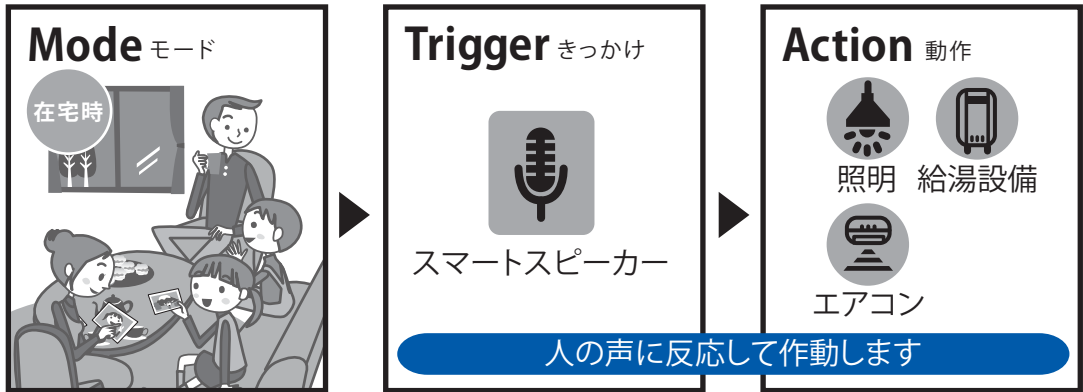 Mode モード
在宅時
Trigger きっかけ
スマートスピーカー
Action 動作
照明 給湯設備
エアコン
人の声に反応して作動します